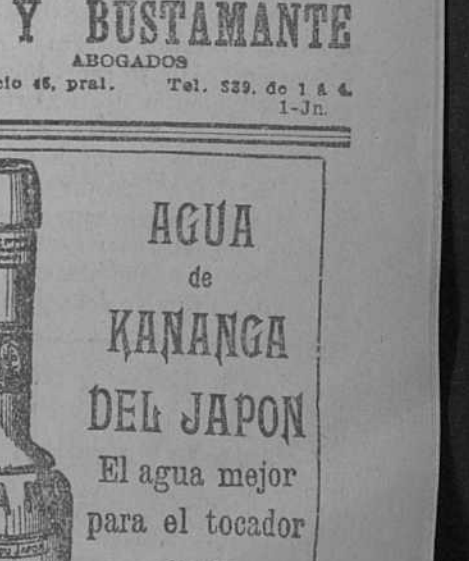 Y BUSTAMANTE
ABOGADOS
pral. Tel. 539, de 1 á 4.
1-Jn.
AGUA
de
KANANGA
DEL JAPON
El agua mejor
para el tocador